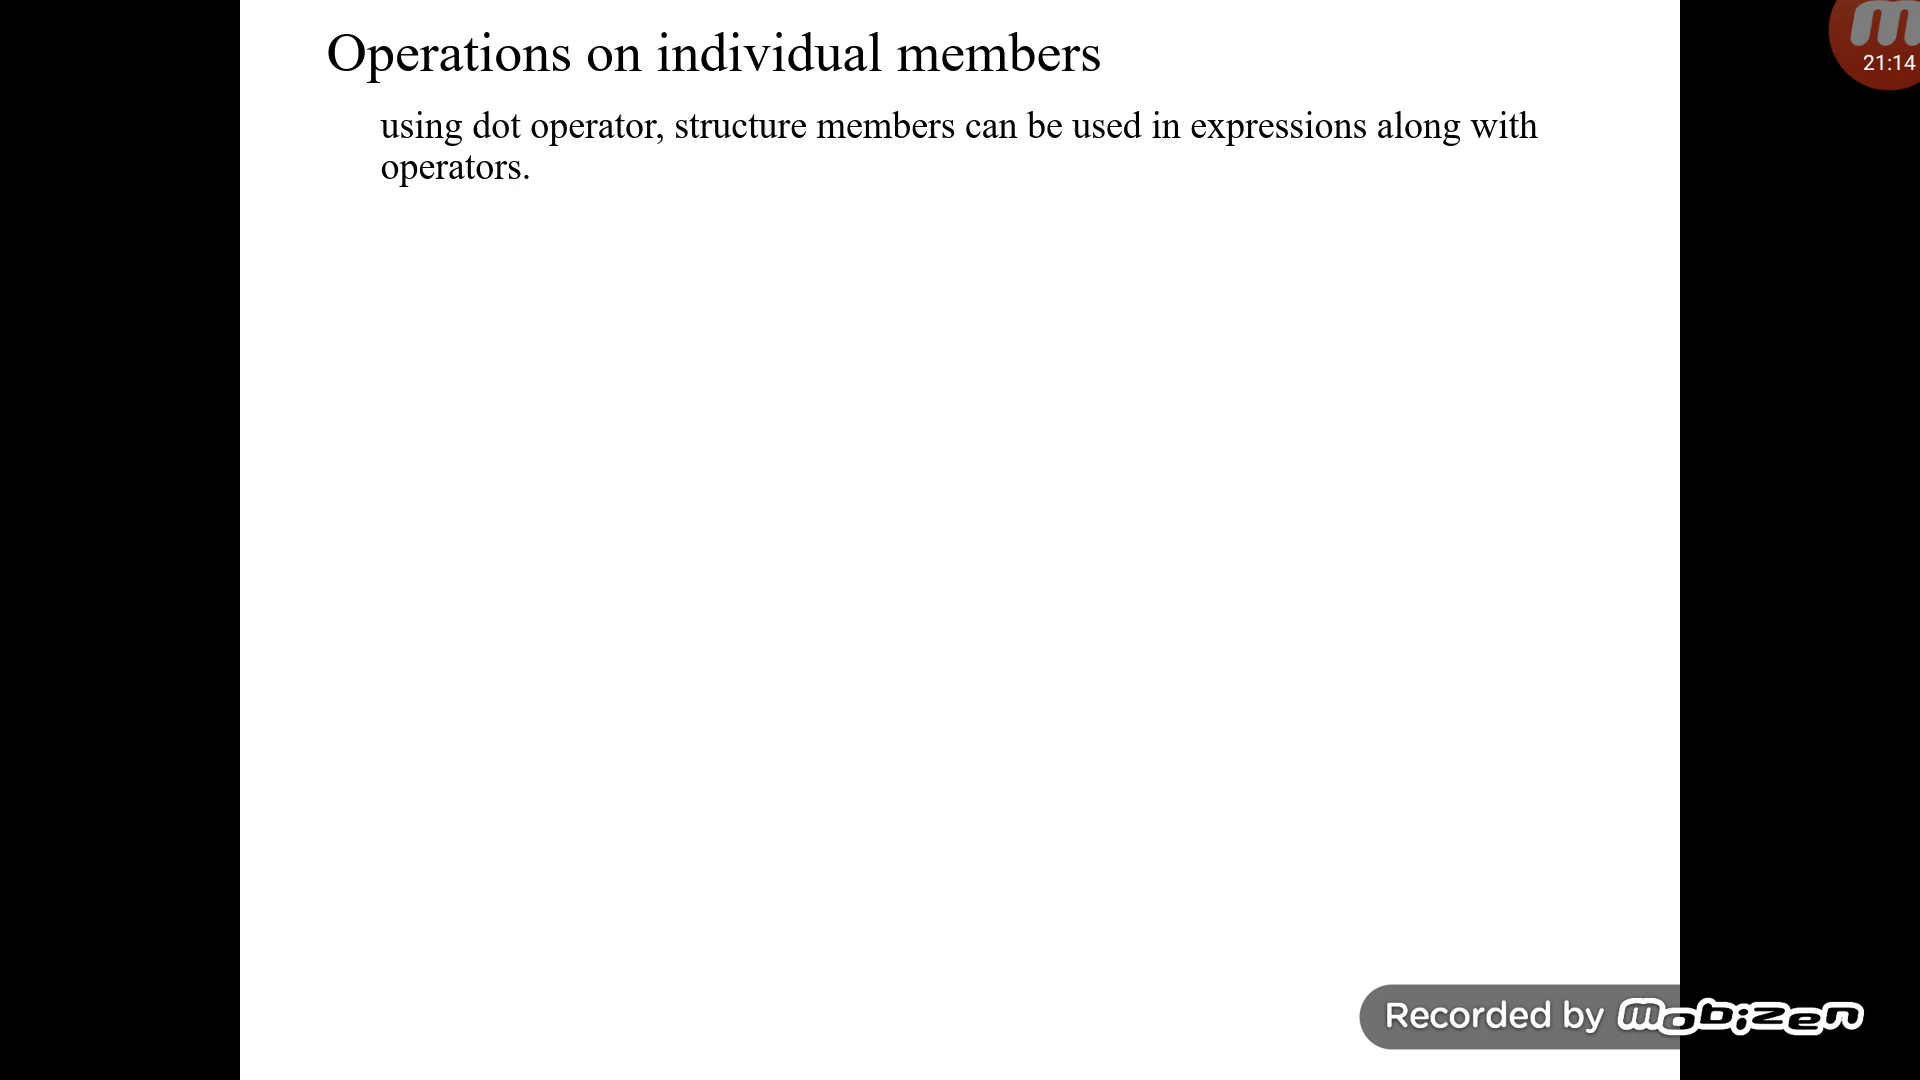 Operations on individual members
21:14
using dot operator, structure members can be used in expressions along with
operators.
Recorded by mobizen